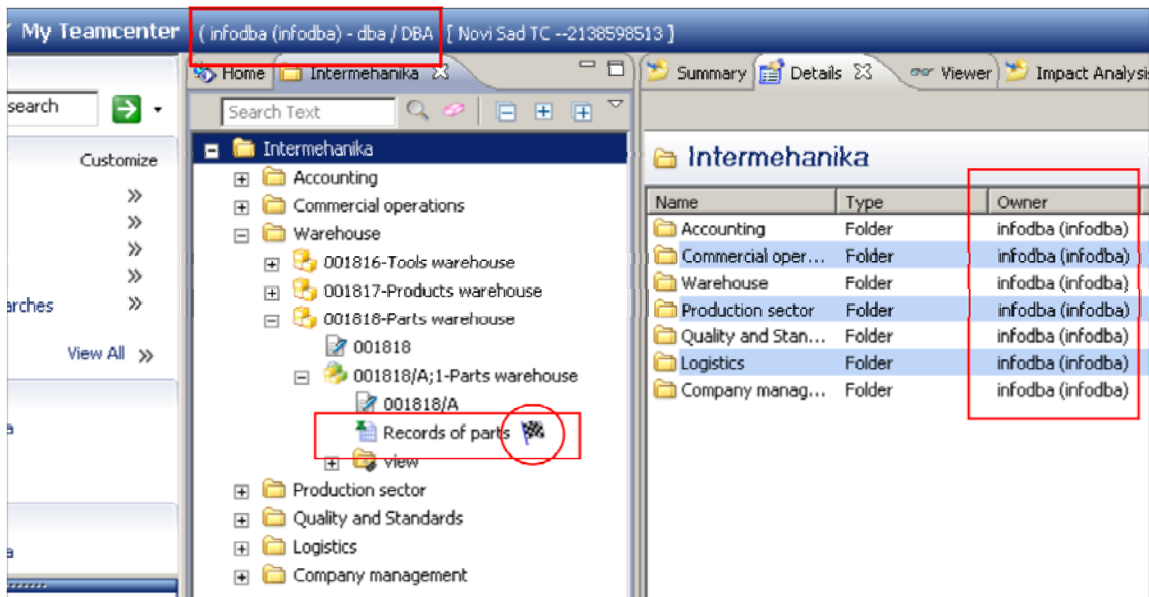 My Teamcenter ( infodba (infodba) - dba / DBA [ Novi Sad TC --2138598513 ]
search
Customize
View All
Home Intermehanika
Search Text
Intermehanika
Accounting
Commercial operations
Warehouse
001816-Tools warehouse
001817-Products warehouse
001818-Parts warehouse
001818
001818/A;1-Parts warehouse
001818/A
Records of parts
view
Production sector
Quality and Standards
Logistics
Company management
Summary Details Viewer Impact Analysi
Intermehanika
Name Type Owner
Accounting Folder infodba (infodba)
Commercial oper... Folder infodba (infodba)
Warehouse Folder infodba (infodba)
Production sector Folder infodba (infodba)
Quality and Stan... Folder infodba (infodba)
Logistics Folder infodba (infodba)
Company manag... Folder infodba (infodba)